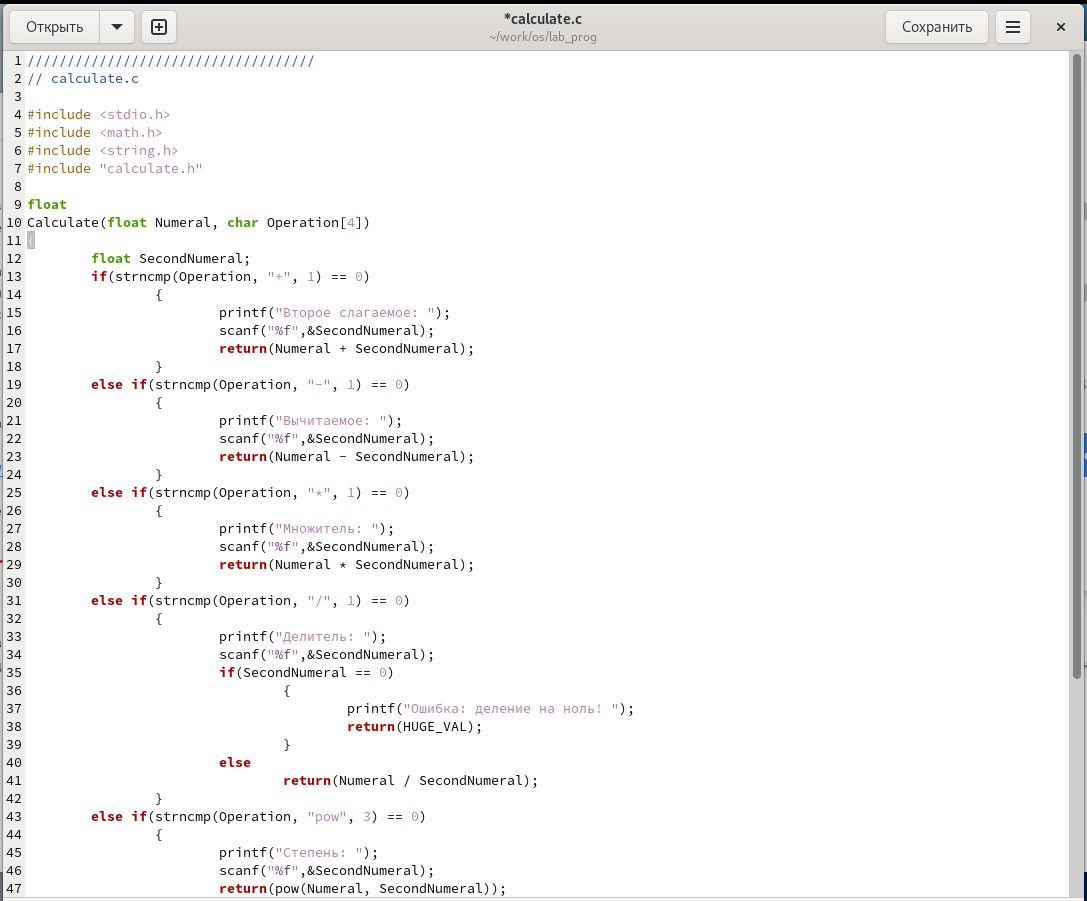 Открыть
*calculate.c
~/work/os/lab_prog
Сохранить
1 ////////////////////////////////////
2 // calculate.c
3
4 #include <stdio.h>
5 #include <math.h>
6 #include <string.h>
7 #include "calculate.h"
8
9 float
10 Calculate(float Numeral, char Operation[4])
11 {
12 float SecondNumeral;
13 if(strncmp(Operation, "+", 1) == 0)
14 {
15 printf("Второе слагаемое: ");
16 scanf("%f",&SecondNumeral);
17 return(Numeral + SecondNumeral);
18 }
19 else if(strncmp(Operation, "-", 1) == 0)
20 {
21 printf("Вычитаемое: ");
22 scanf("%f",&SecondNumeral);
23 return(Numeral - SecondNumeral);
24 }
25 else if(strncmp(Operation, "*", 1) == 0)
26 {
27 printf("Множитель: ");
28 scanf("%f",&SecondNumeral);
29 return(Numeral * SecondNumeral);
30 }
31 else if(strncmp(Operation, "/", 1) == 0)
32 {
33 printf("Делитель: ");
34 scanf("%f",&SecondNumeral);
35 if(SecondNumeral == 0)
36 {
37 printf("Ошибка: деление на ноль! ");
38 return(HUGE_VAL);
39 }
40 else
41 return(Numeral / SecondNumeral);
42 }
43 else if(strncmp(Operation, "pow", 3) == 0)
44 {
45 printf("Степень: ");
46 scanf("%f",&SecondNumeral);
47 return(pow(Numeral, SecondNumeral));